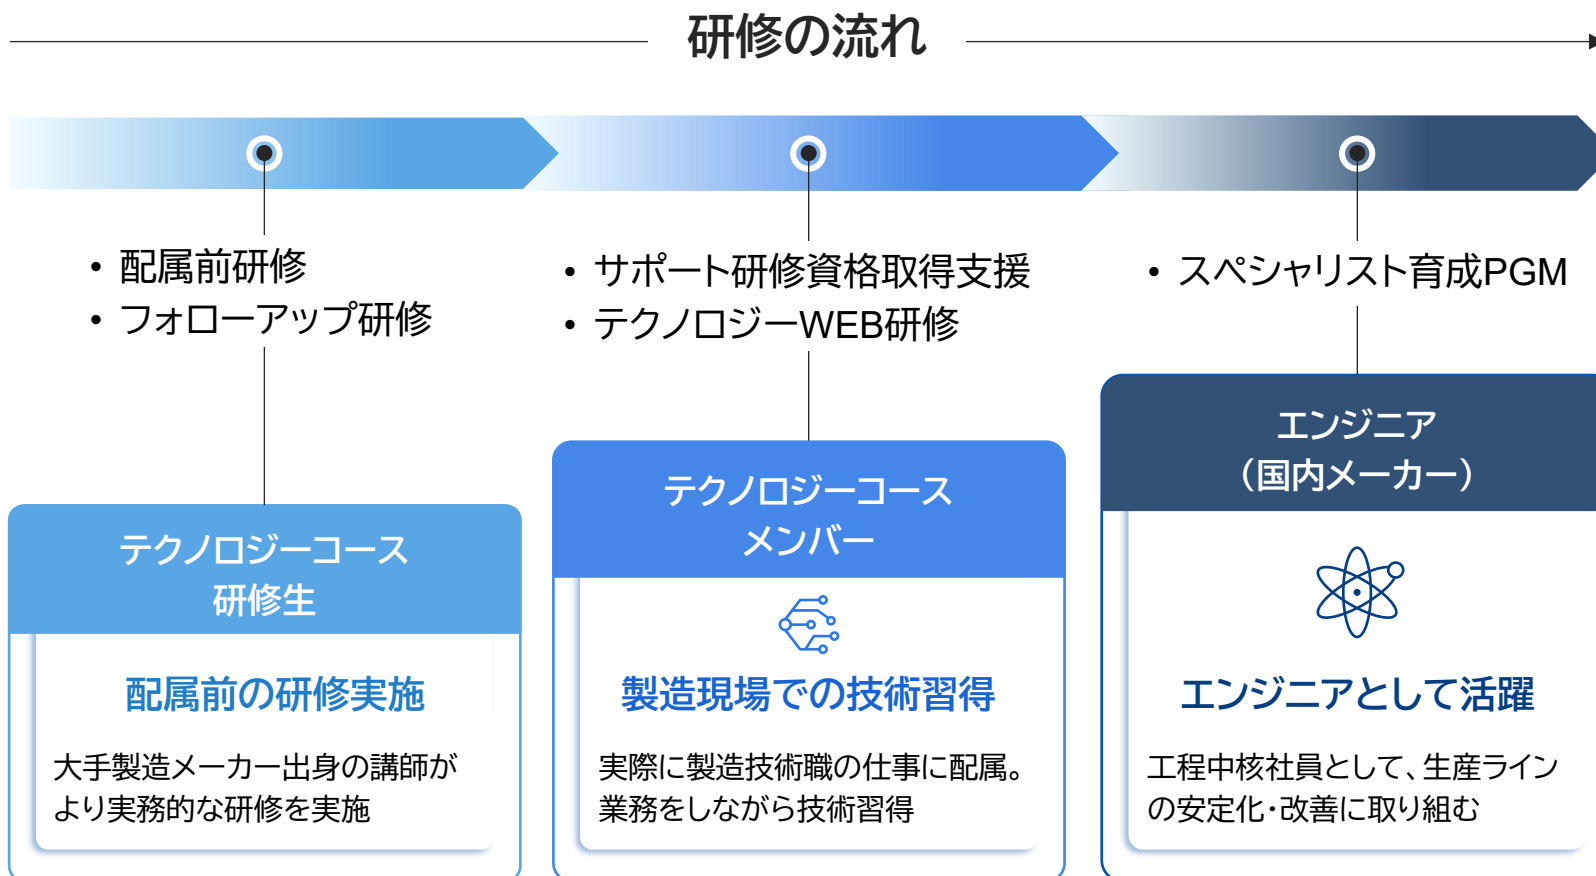 研修の流れ
• 配属前研修
• フォローアップ研修
• サポート研修資格取得支援
• テクノロジーWEB研修
• スペシャリスト育成PGM
テクノロジーコース
研修生
配属前の研修実施
大手製造メーカー出身の講師が
より実務的な研修を実施
テクノロジーコース
メンバー
製造現場での技術習得
実際に製造技術職の仕事に配属。
業務をしながら技術習得
エンジニア
（国内メーカー）
エンジニアとして活躍
工程中核社員として、生産ライン
の安定化・改善に取り組む